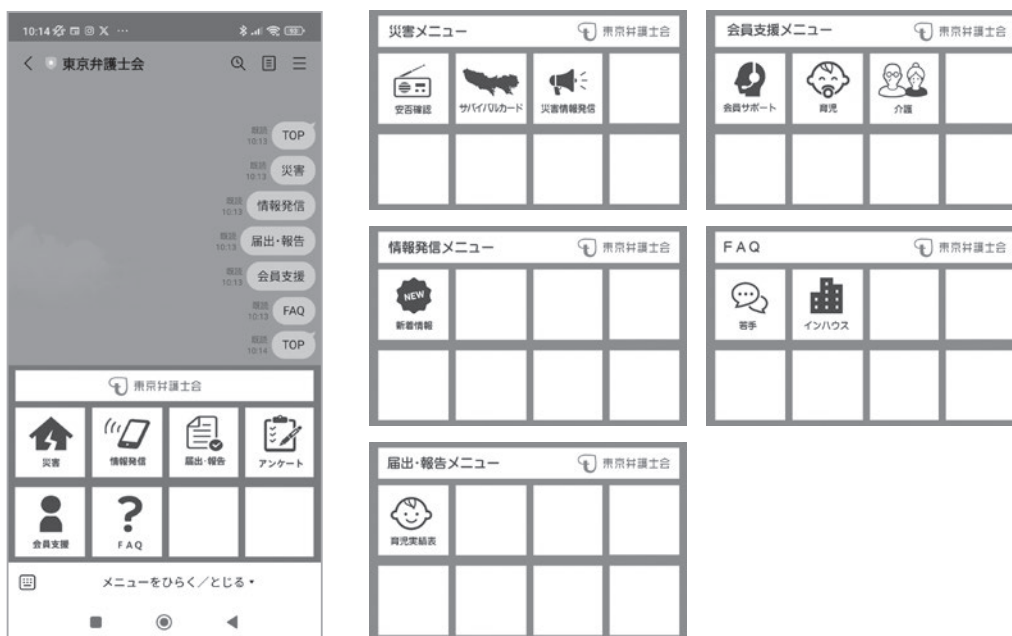 10:14
東京弁護士会
既読
10:13
TOP
既読
10:13
災害
既読
10:13
情報発信
既読
10:13
届出・報告
既読
10:13
会員支援
既読
10:13
FAQ
既読
10:14
TOP
東京弁護士会
災害
情報発信
届出・報告
アンケート
会員支援
FAQ
メニューをひらく/とじる
災害メニュー
東京弁護士会
安否確認
サバイバルカード
災害情報発信
会員支援メニュー
東京弁護士会
会員サポート
育児
介護
情報発信メニュー
東京弁護士会
NEW
新着情報
FAQ
東京弁護士会
若手
インハウス
届出・報告メニュー
東京弁護士会
育児実績表